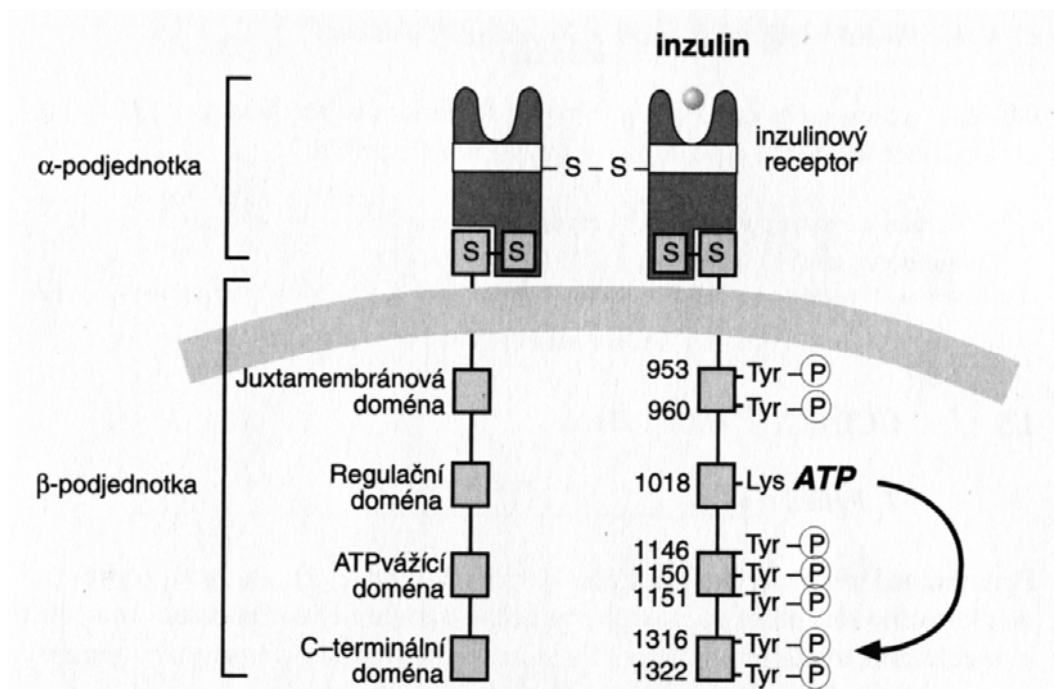 inzulin
α-podjednotka
S – S
inzulinový
receptor
S S
S S
Juxtamembránová
doména
953 Tyr – P
960 Tyr – P
β-podjednotka
Regulační
doména
1018 Lys ATP
ATPvážící
doména
1146 Tyr – P
1150 Tyr – P
1151 Tyr – P
C–terminální
doména
1316 Tyr – P
1322 Tyr – P